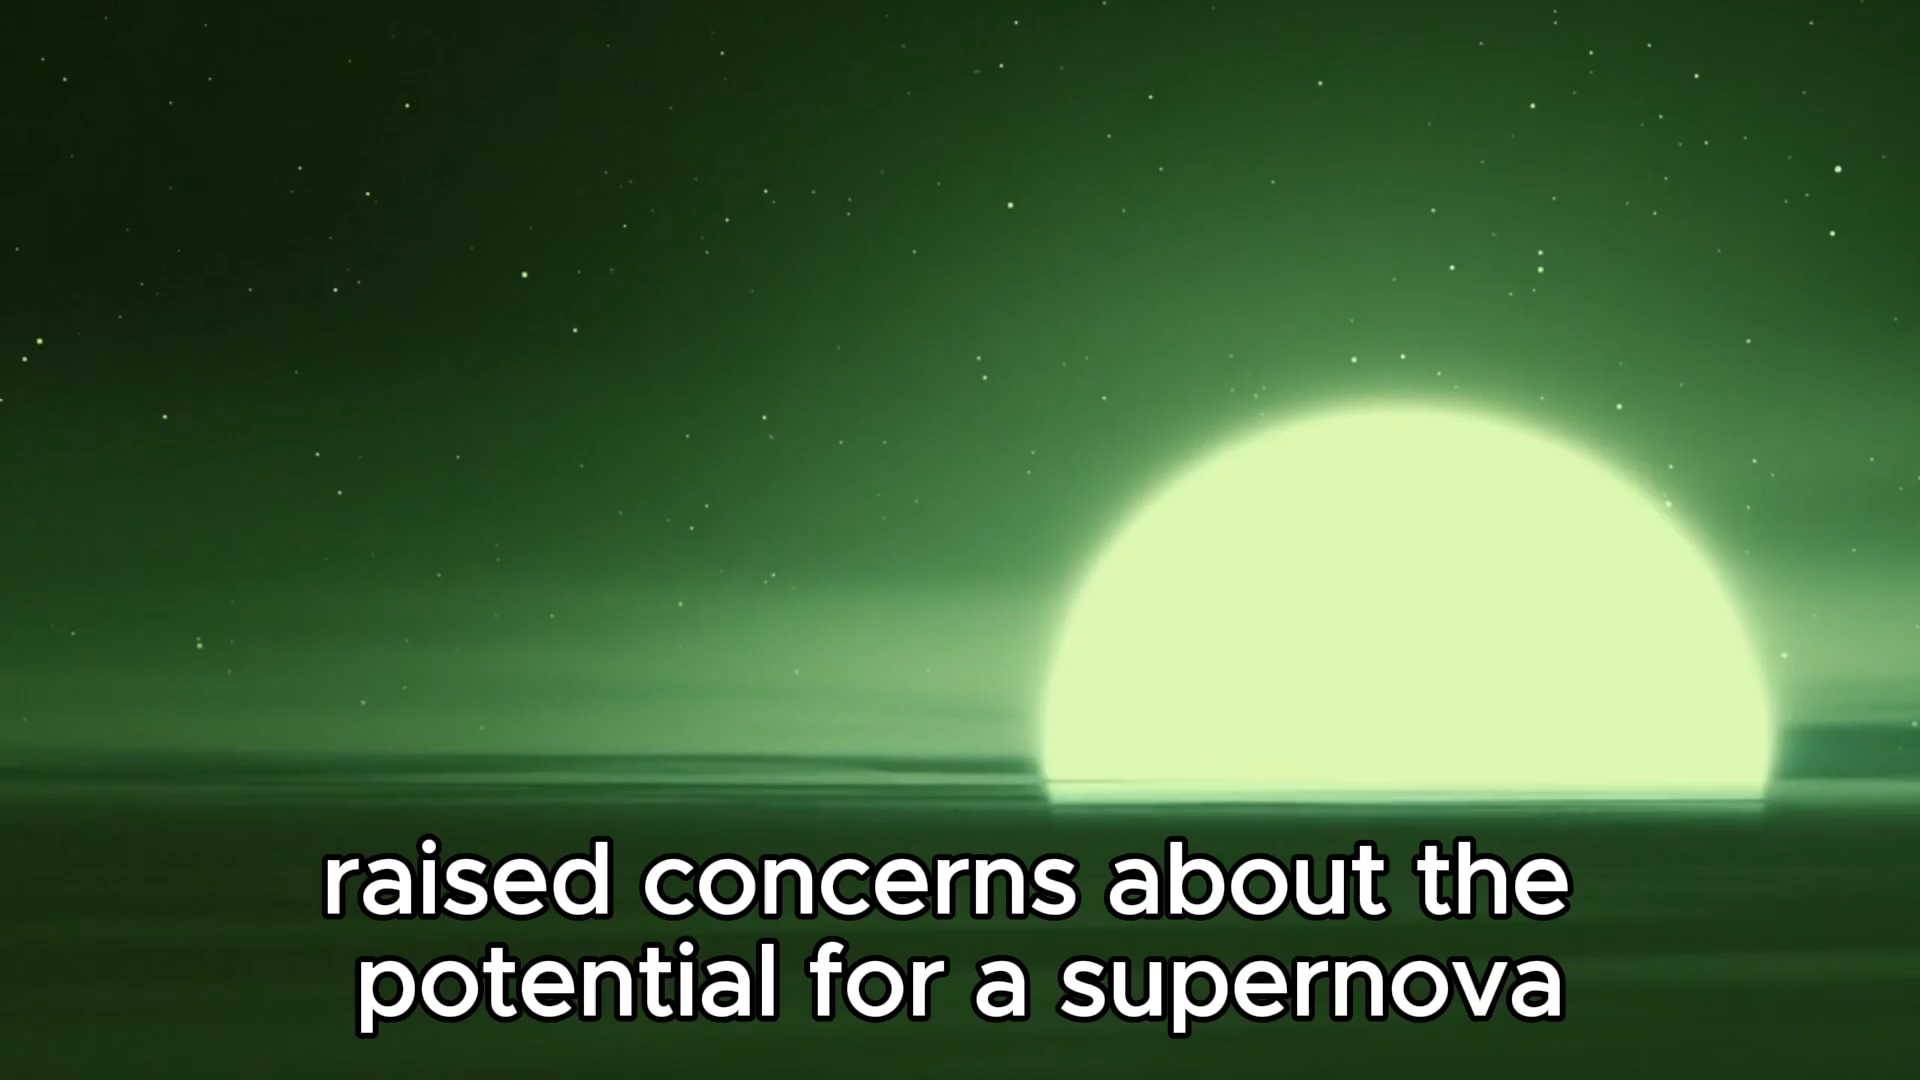 raised concerns about the
potential for a supernova